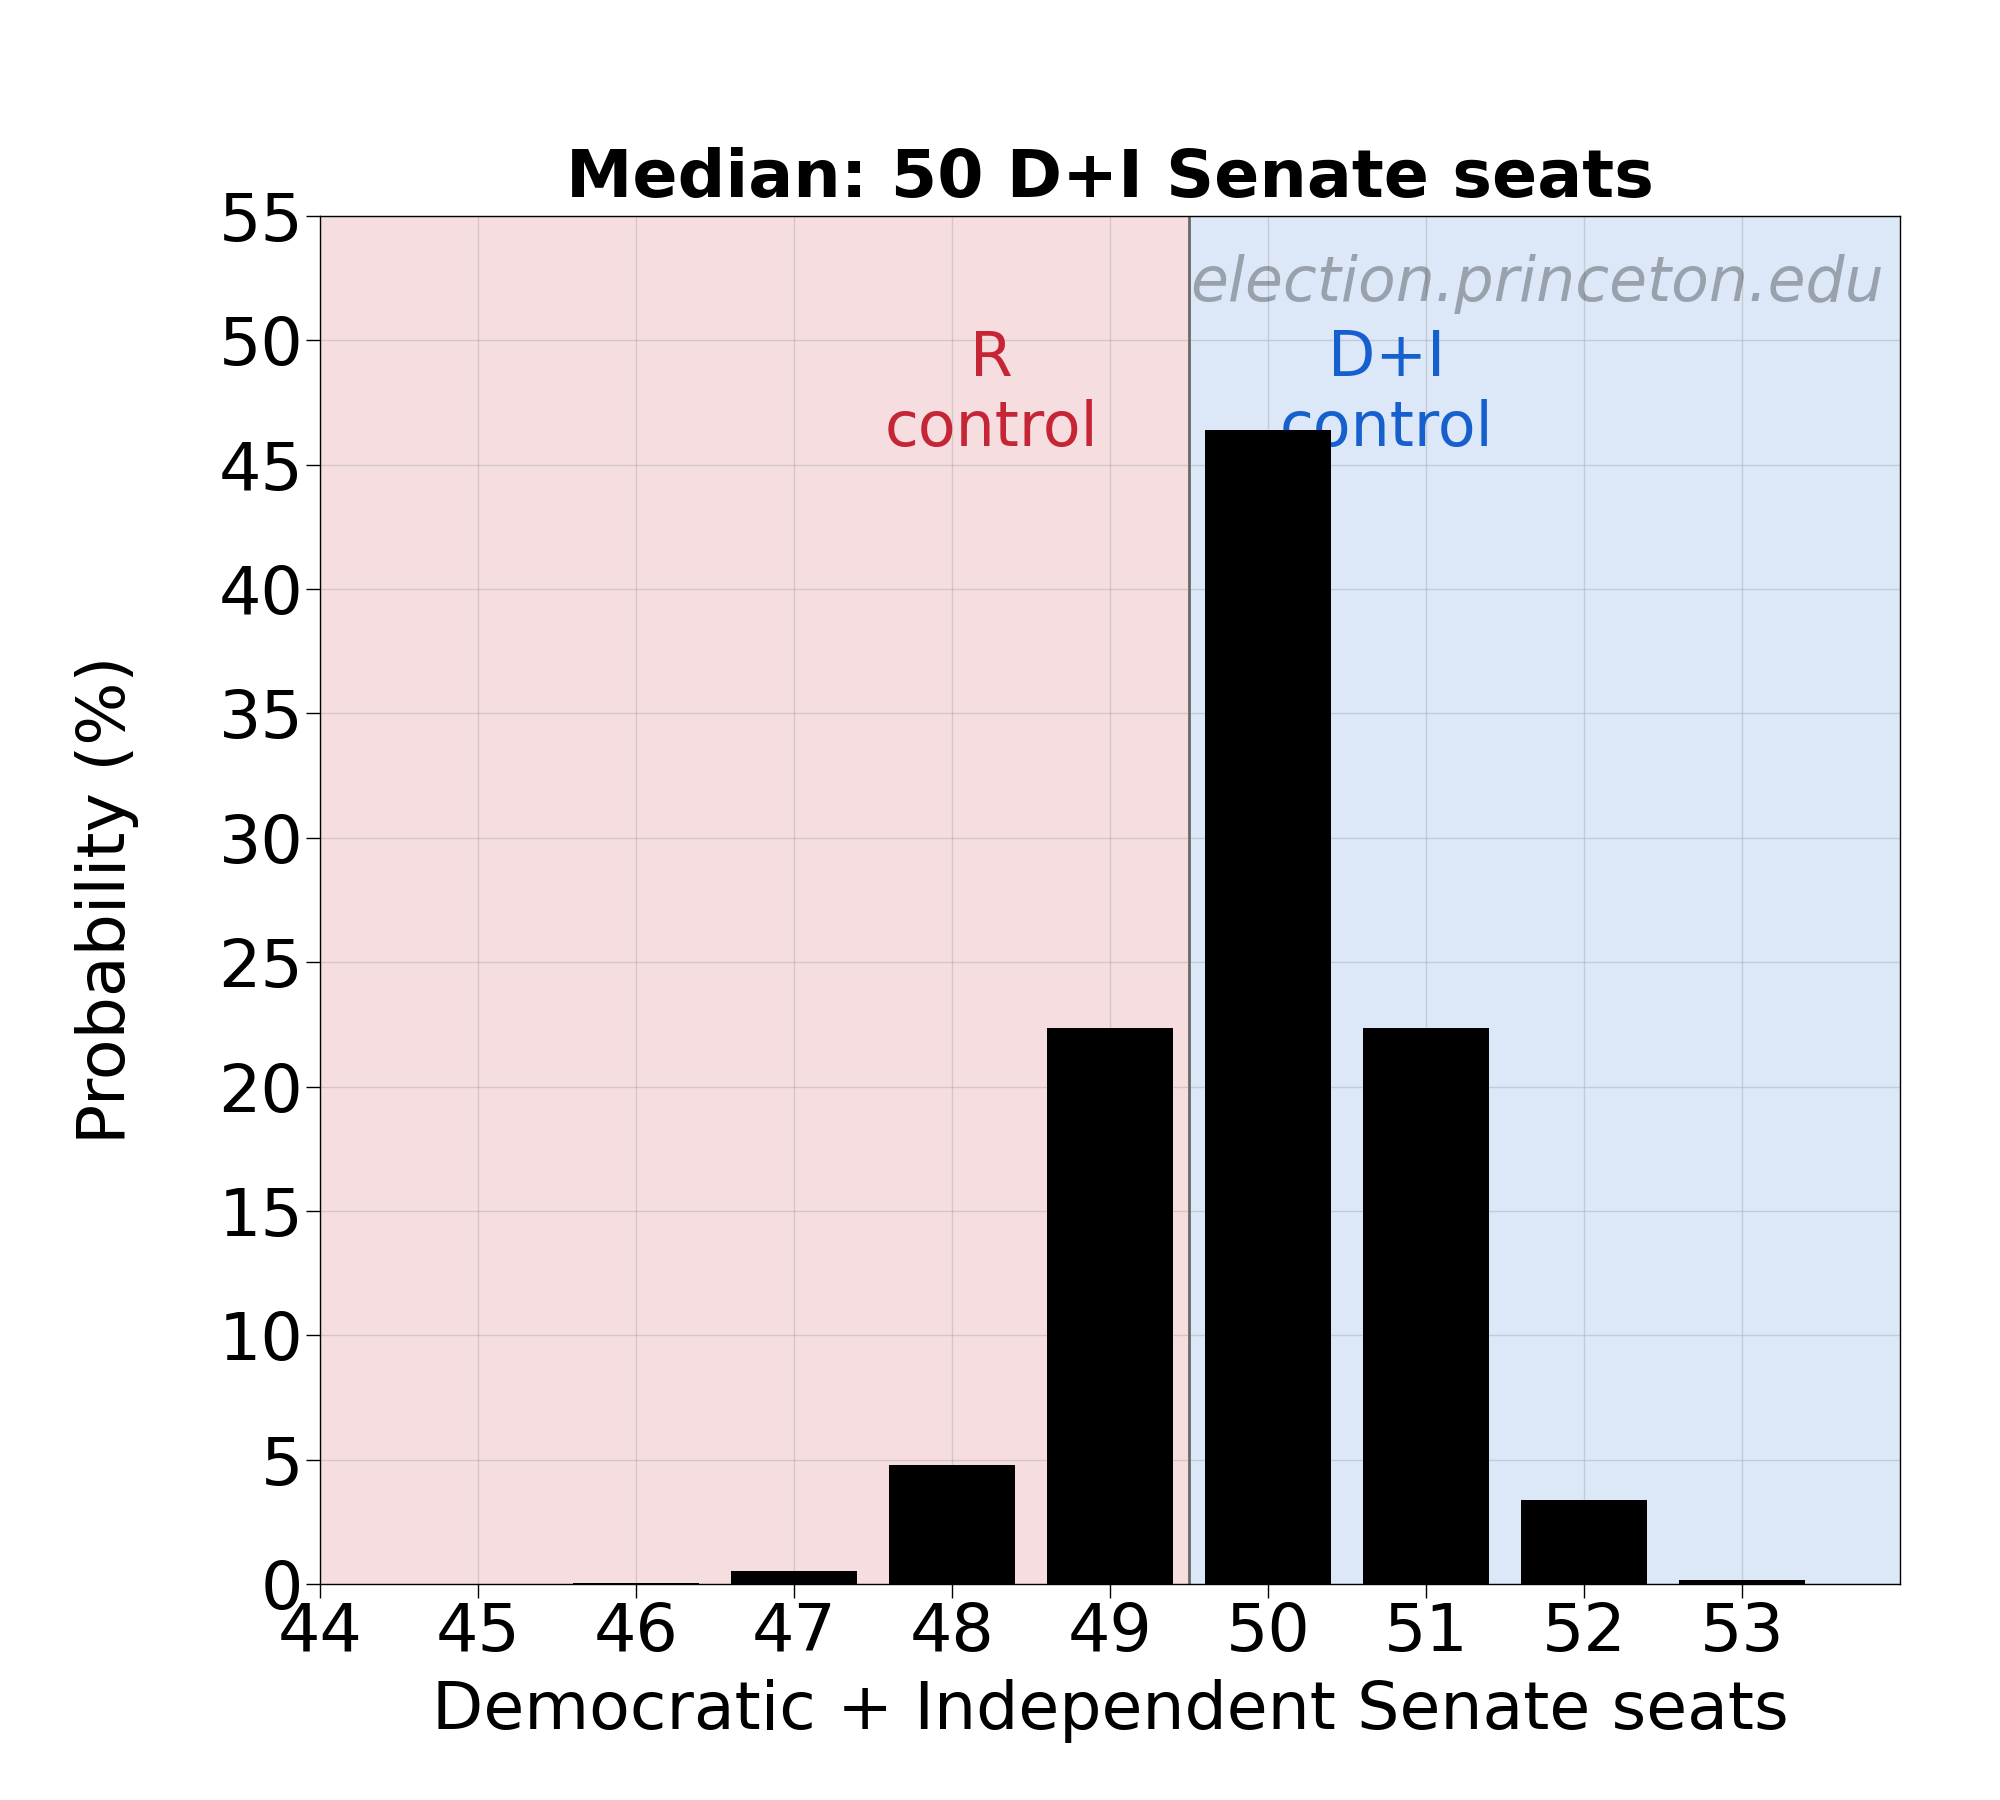 Median: 50 D+I Senate seats
election.princeton.edu
R
control
D+I
control
55
50
45
40
35
30
25
20
15
10
5
0
Probability (%)
44 45 46 47 48 49 50 51 52 53
Democratic + Independent Senate seats